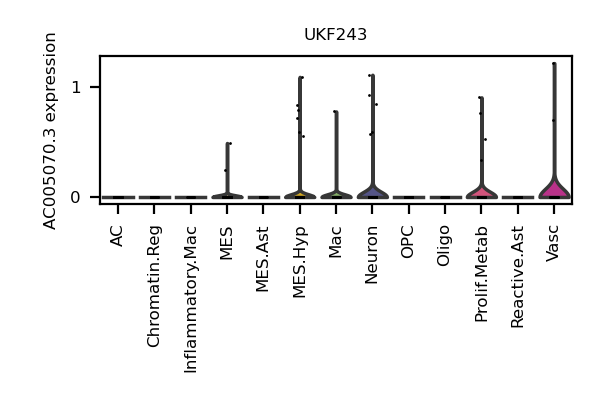 UKF243
AC005070.3 expression
1
0
AC
Chromatin.Reg
Inflammatory.Mac
MES
MES.Ast
MES.Hyp
Mac
Neuron
OPC
Oligo
Prolif.Metab
Reactive.Ast
Vasc